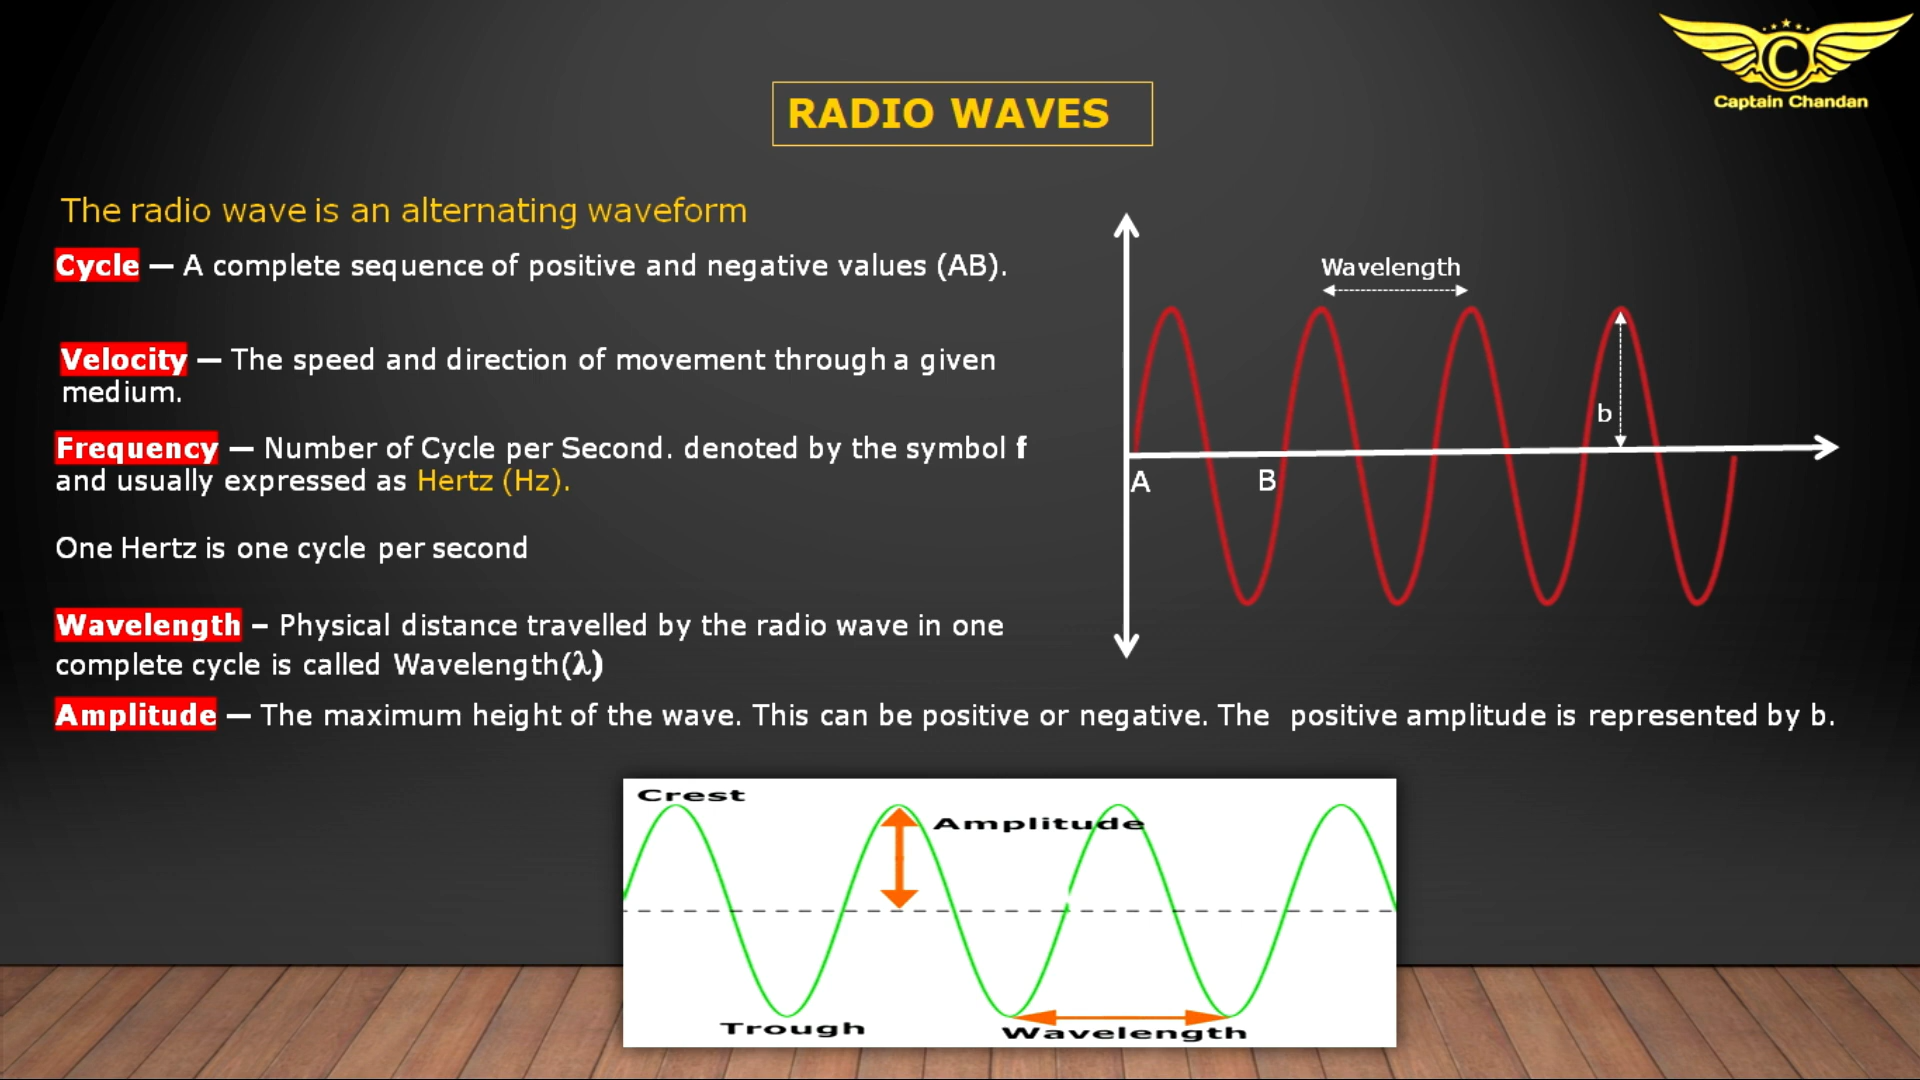 C
Captain Chandan
RADIO WAVES
The radio wave is an alternating waveform
Cycle — A complete sequence of positive and negative values (AB).
Velocity — The speed and direction of movement through a given
medium.
Frequency — Number of Cycle per Second. denoted by the symbol f
and usually expressed as Hertz (Hz).
One Hertz is one cycle per second
Wavelength – Physical distance travelled by the radio wave in one
complete cycle is called Wavelength(λ)
Amplitude — The maximum height of the wave. This can be positive or negative. The positive amplitude is represented by b.
Wavelength
b
A
B
Crest
Amplitude
Trough
Wavelength